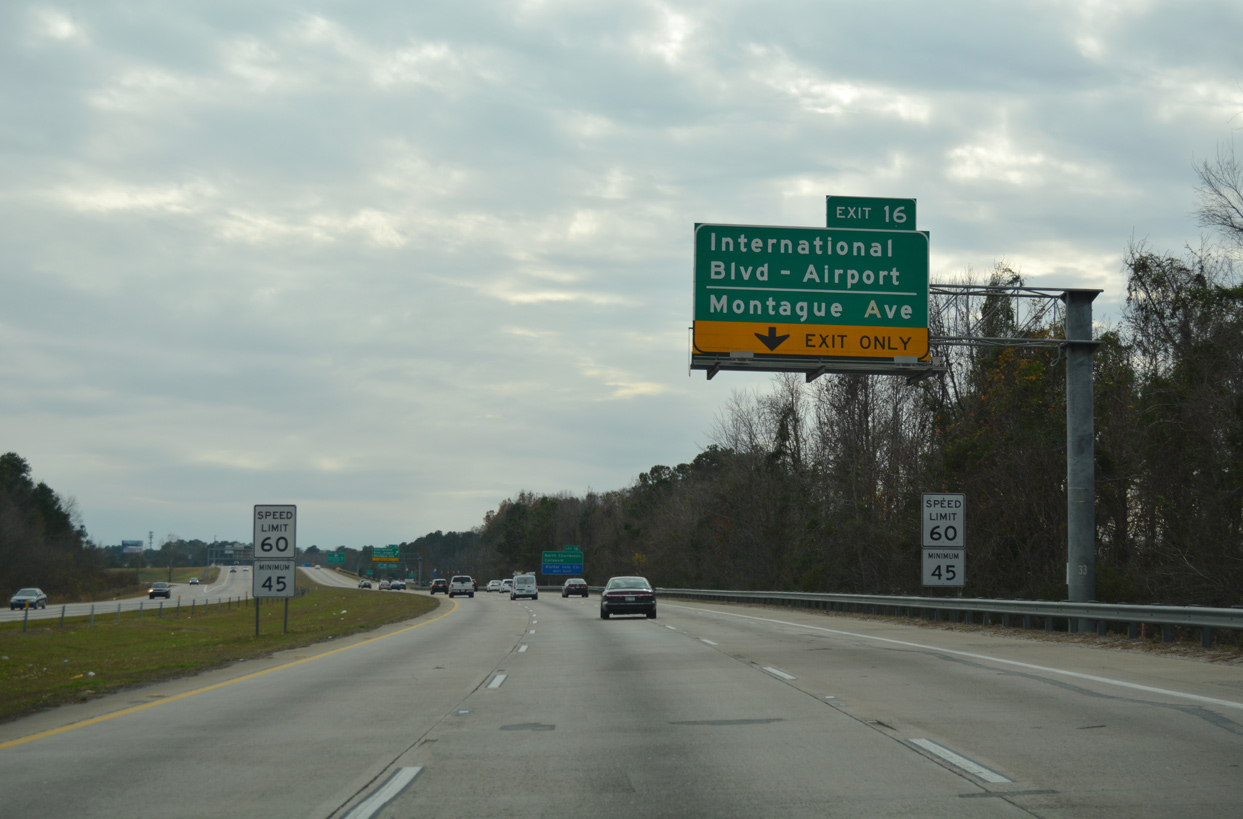 EXIT 16
International
Blvd - Airport
Montague Ave
EXIT ONLY
SPEED
LIMIT
60
MINIMUM
45
SPEED
LIMIT
60
MINIMUM
45
33